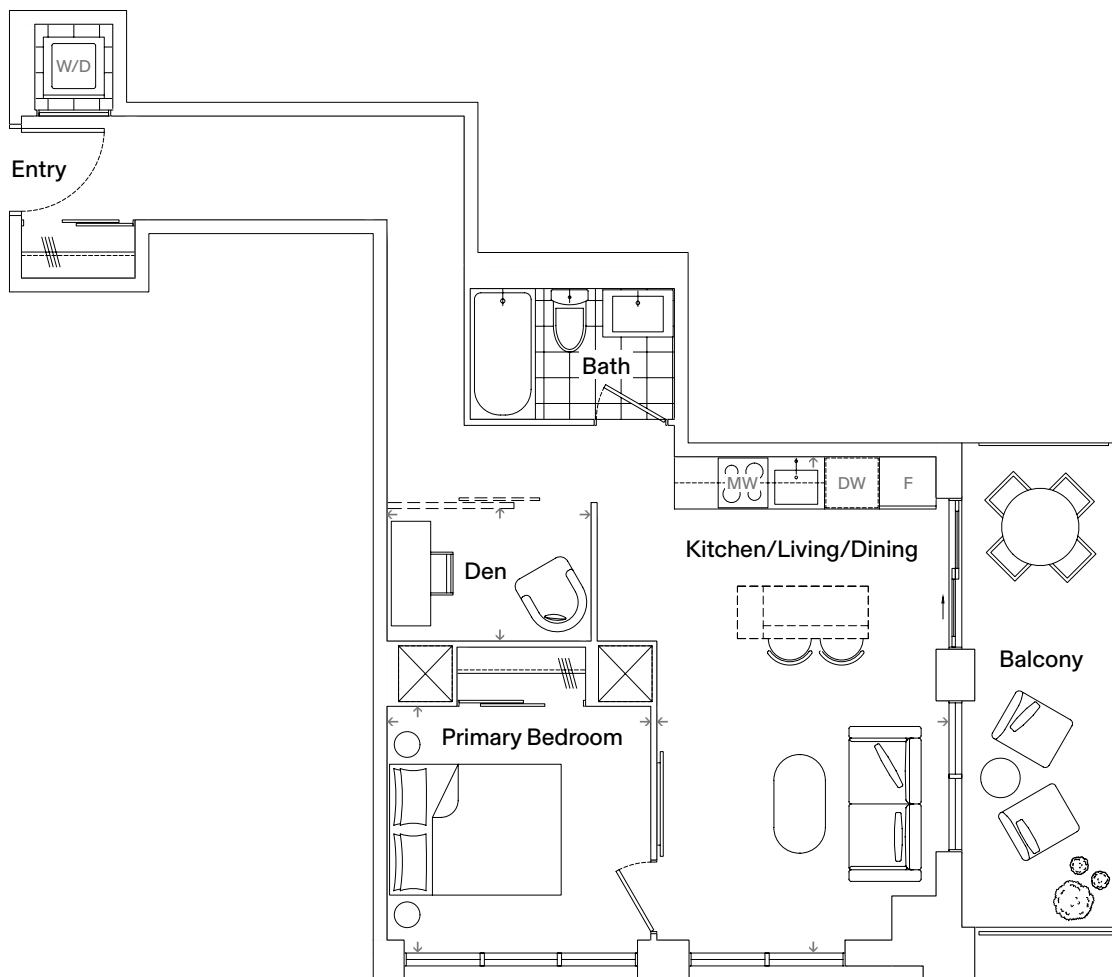 W/D
Entry
Bath
MW
DW
F
Kitchen/Living/Dining
Den
Balcony
Primary Bedroom